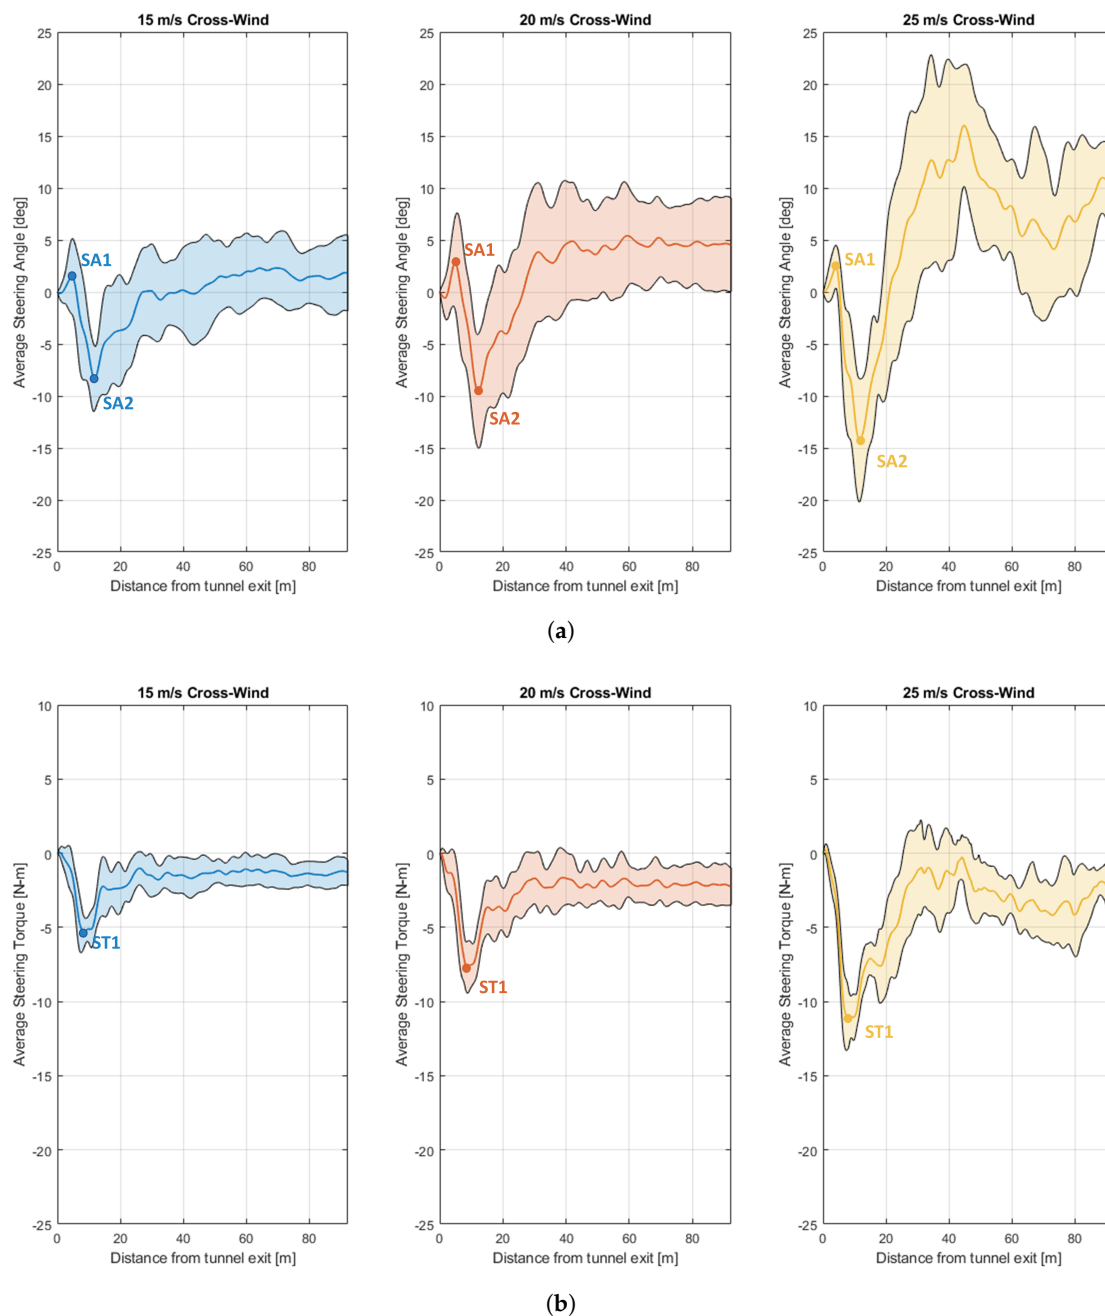 15 m/s Cross-Wind
20 m/s Cross-Wind
25 m/s Cross-Wind
Average Steering Angle [deg]
25
20
15
10
5
0
-5
-10
-15
-20
-25
SA1
SA2
0 20 40 60 80
Distance from tunnel exit [m]
Average Steering Angle [deg]
25
20
15
10
5
0
-5
-10
-15
-20
-25
SA1
SA2
0 20 40 60 80
Distance from tunnel exit [m]
Average Steering Angle [deg]
25
20
15
10
5
0
-5
-10
-15
-20
-25
SA1
SA2
0 20 40 60 80
Distance from tunnel exit [m]
(a)
15 m/s Cross-Wind
20 m/s Cross-Wind
25 m/s Cross-Wind
Average Steering Torque [N-m]
10
5
0
-5
-10
-15
-20
-25
ST1
0 20 40 60 80
Distance from tunnel exit [m]
Average Steering Torque [N-m]
10
5
0
-5
-10
-15
-20
-25
ST1
0 20 40 60 80
Distance from tunnel exit [m]
Average Steering Torque [N-m]
10
5
0
-5
-10
-15
-20
-25
ST1
0 20 40 60 80
Distance from tunnel exit [m]
(b)